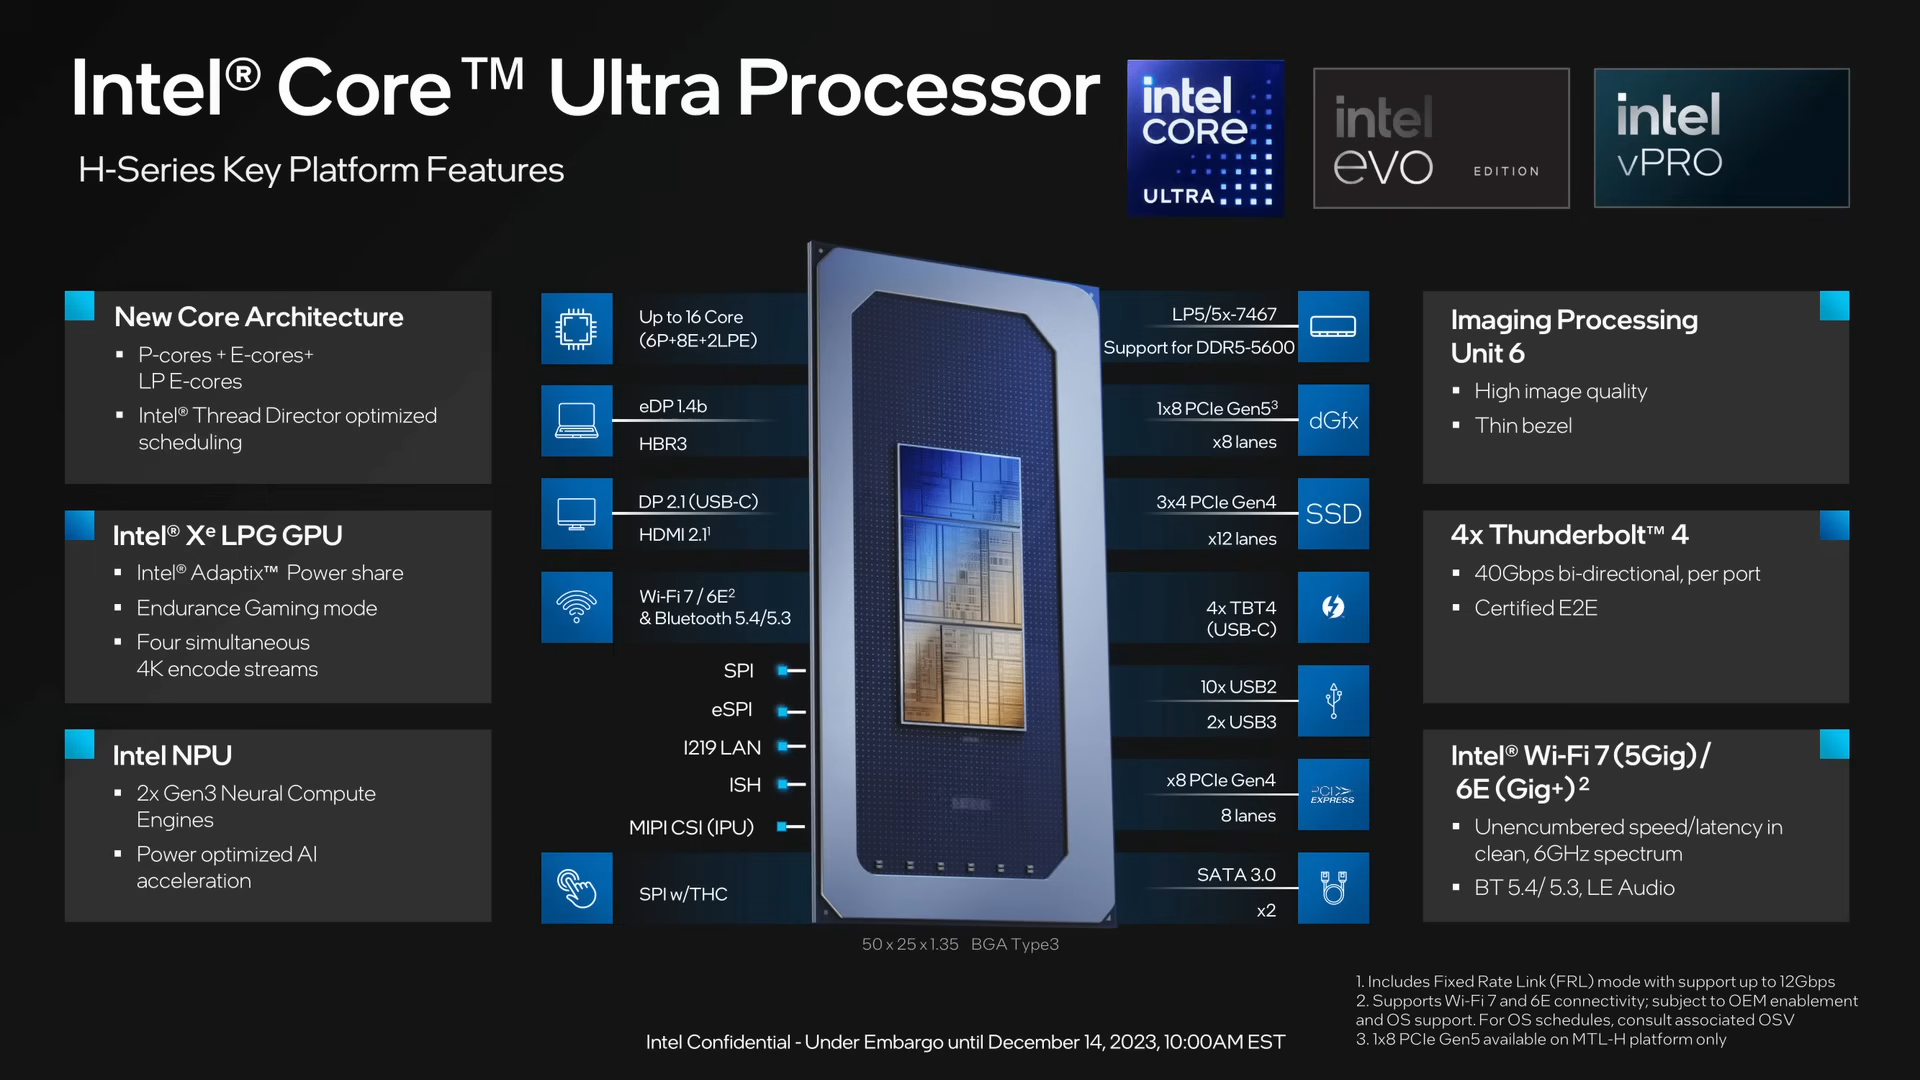 Intel® Core™ Ultra Processor
H-Series Key Platform Features
intel
CORE
ULTRA
intel
evo
EDITION
intel
vPRO
New Core Architecture
▪ P-cores + E-cores+
LP E-cores
▪ Intel® Thread Director optimized
scheduling
Intel® Xᵉ LPG GPU
▪ Intel® Adaptix™ Power share
▪ Endurance Gaming mode
▪ Four simultaneous
4K encode streams
Intel NPU
▪ 2x Gen3 Neural Compute
Engines
▪ Power optimized AI
acceleration
Up to 16 Core
(6P+8E+2LPE)
eDP 1.4b
HBR3
DP 2.1 (USB-C)
HDMI 2.1¹
Wi-Fi 7 / 6E²
& Bluetooth 5.4/5.3
SPI
eSPI
I219 LAN
ISH
MIPI CSI (IPU)
SPI w/THC
LP5/5x-7467
Support for DDR5-5600
1x8 PCIe Gen5³
x8 lanes
dGfx
3x4 PCIe Gen4
x12 lanes
SSD
4x TBT4
(USB-C)
10x USB2
2x USB3
x8 PCIe Gen4
8 lanes
PCI
EXPRESS
SATA 3.0
x2
50 x 25 x 1.35 BGA Type3
Imaging Processing
Unit 6
▪ High image quality
▪ Thin bezel
4x Thunderbolt™ 4
▪ 40Gbps bi-directional, per port
▪ Certified E2E
Intel® Wi-Fi 7 (5Gig) /
6E (Gig+)²
▪ Unencumbered speed/latency in
clean, 6GHz spectrum
▪ BT 5.4/ 5.3, LE Audio
1. Includes Fixed Rate Link (FRL) mode with support up to 12Gbps
2. Supports Wi-Fi 7 and 6E connectivity; subject to OEM enablement
and OS support. For OS schedules, consult associated OSV
3. 1x8 PCIe Gen5 available on MTL-H platform only
Intel Confidential - Under Embargo until December 14, 2023, 10:00AM EST